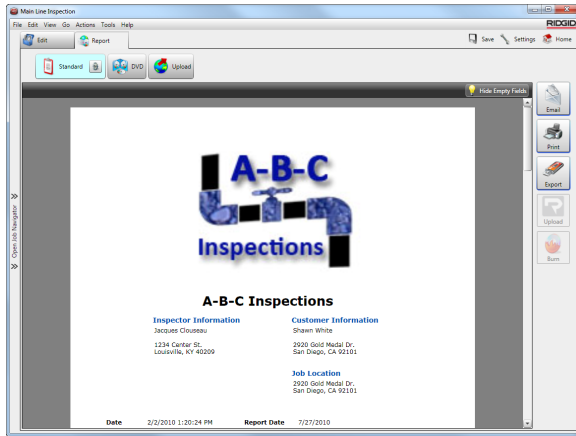 Main Line Inspection
File Edit View Go Actions Tools Help
RIDGID
Edit
Report
Save
Settings
Home
Standard
DVD
Upload
Hide Empty Fields
Email
Print
Export
Upload
Burn
Open Job Navigator
A-B-C
Inspections
A-B-C Inspections
Inspector Information
Jacques Clouseau
1234 Center St.
Louisville, KY 40209
Customer Information
Shawn White
2920 Gold Medal Dr.
San Diego, CA 92101
Job Location
2920 Gold Medal Dr.
San Diego, CA 92101
Date 2/2/2010 1:20:24 PM Report Date 7/27/2010